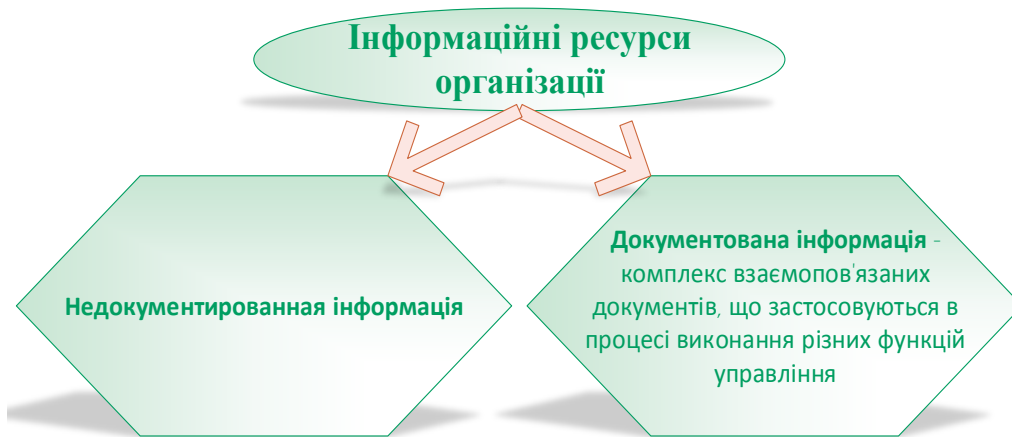 Інформаційні ресурси
організації
Недокументированная інформація
Документована інформація -
комплекс взаємопов'язаних
документів, що застосовуються в
процесі виконання різних функцій
управління